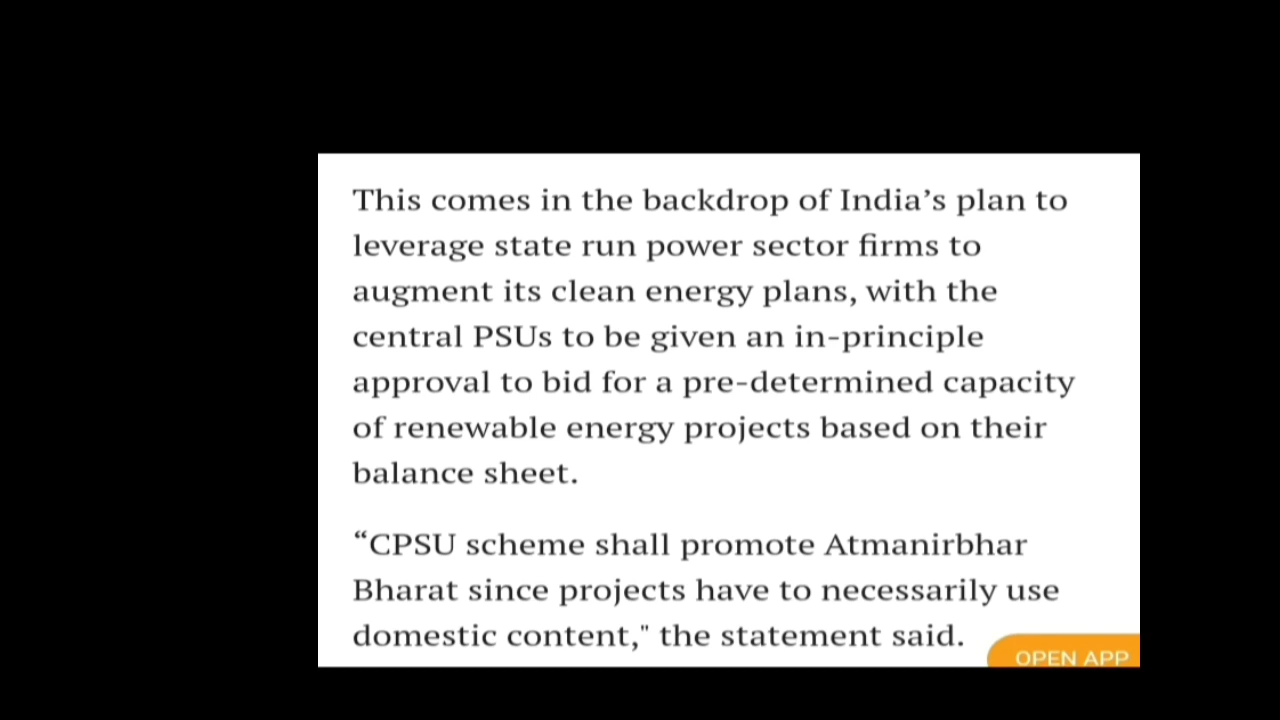 This comes in the backdrop of India’s plan to
leverage state run power sector firms to
augment its clean energy plans, with the
central PSUs to be given an in-principle
approval to bid for a pre-determined capacity
of renewable energy projects based on their
balance sheet.
“CPSU scheme shall promote Atmanirbhar
Bharat since projects have to necessarily use
domestic content," the statement said.
OPEN APP